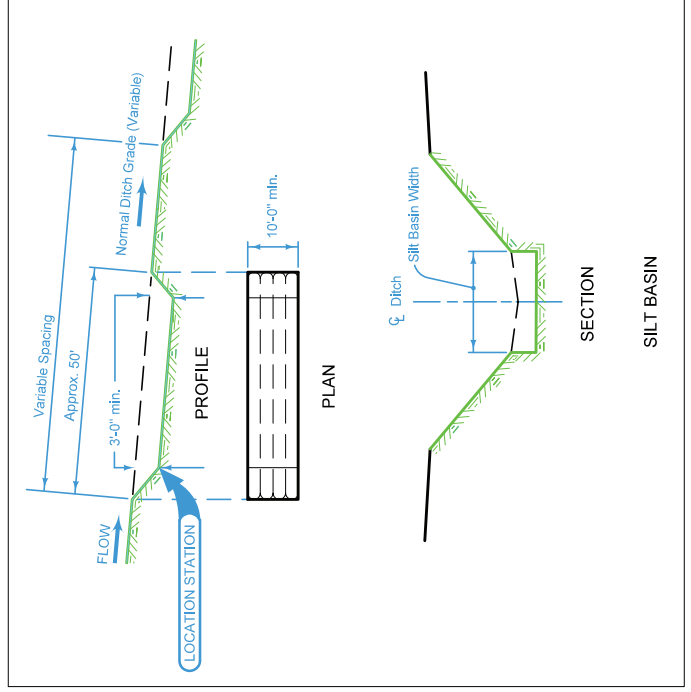 Variable Spacing
Approx. 50'
Normal Ditch Grade (Variable)
3'-0" min.
FLOW
LOCATION STATION
PROFILE
10'-0" min.
PLAN
℄ Ditch
Silt Basin Width
SECTION
SILT BASIN